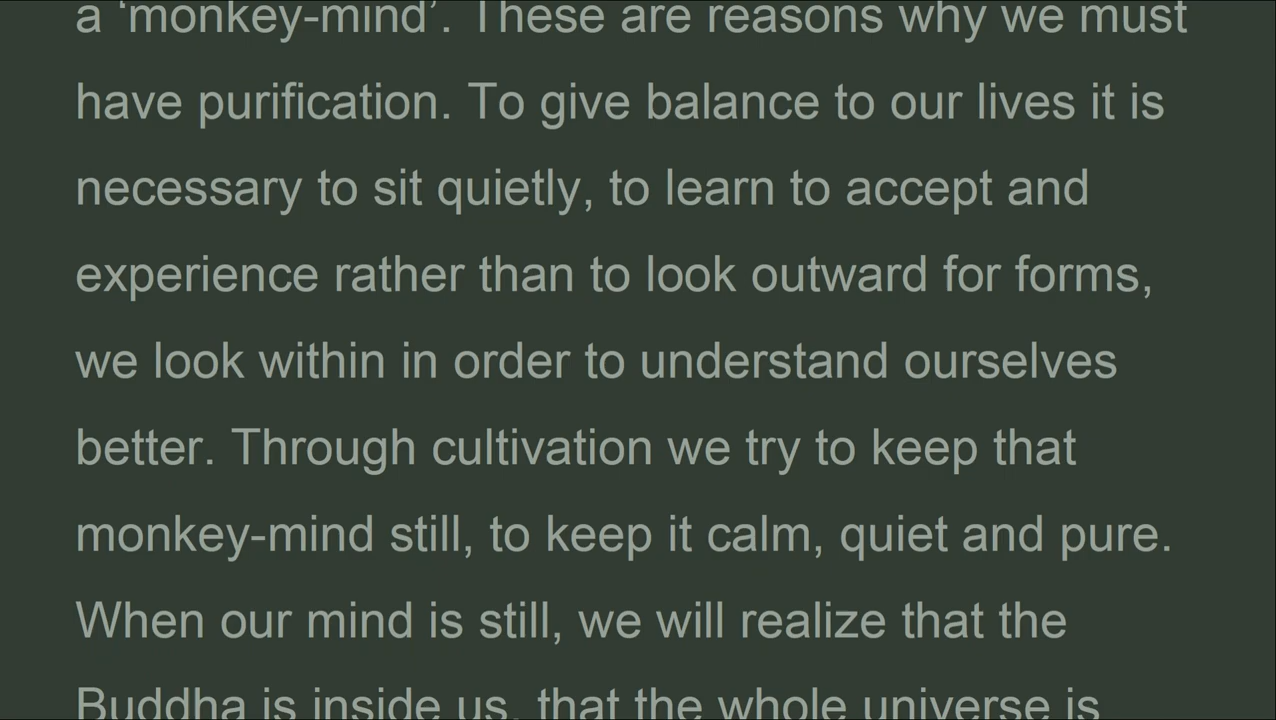 a ‘monkey-mind’. These are reasons why we must
have purification. To give balance to our lives it is
necessary to sit quietly, to learn to accept and
experience rather than to look outward for forms,
we look within in order to understand ourselves
better. Through cultivation we try to keep that
monkey-mind still, to keep it calm, quiet and pure.
When our mind is still, we will realize that the
Buddha is inside us, that the whole universe is